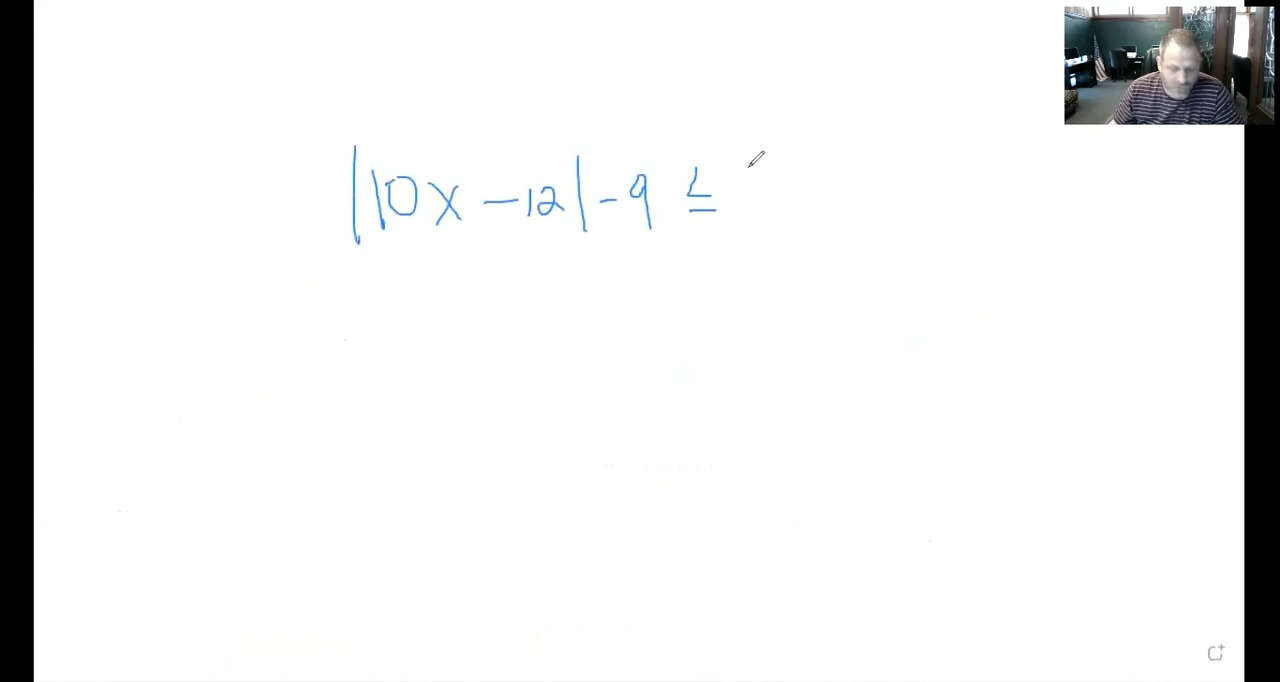 |10x - 12| - 9 ≤